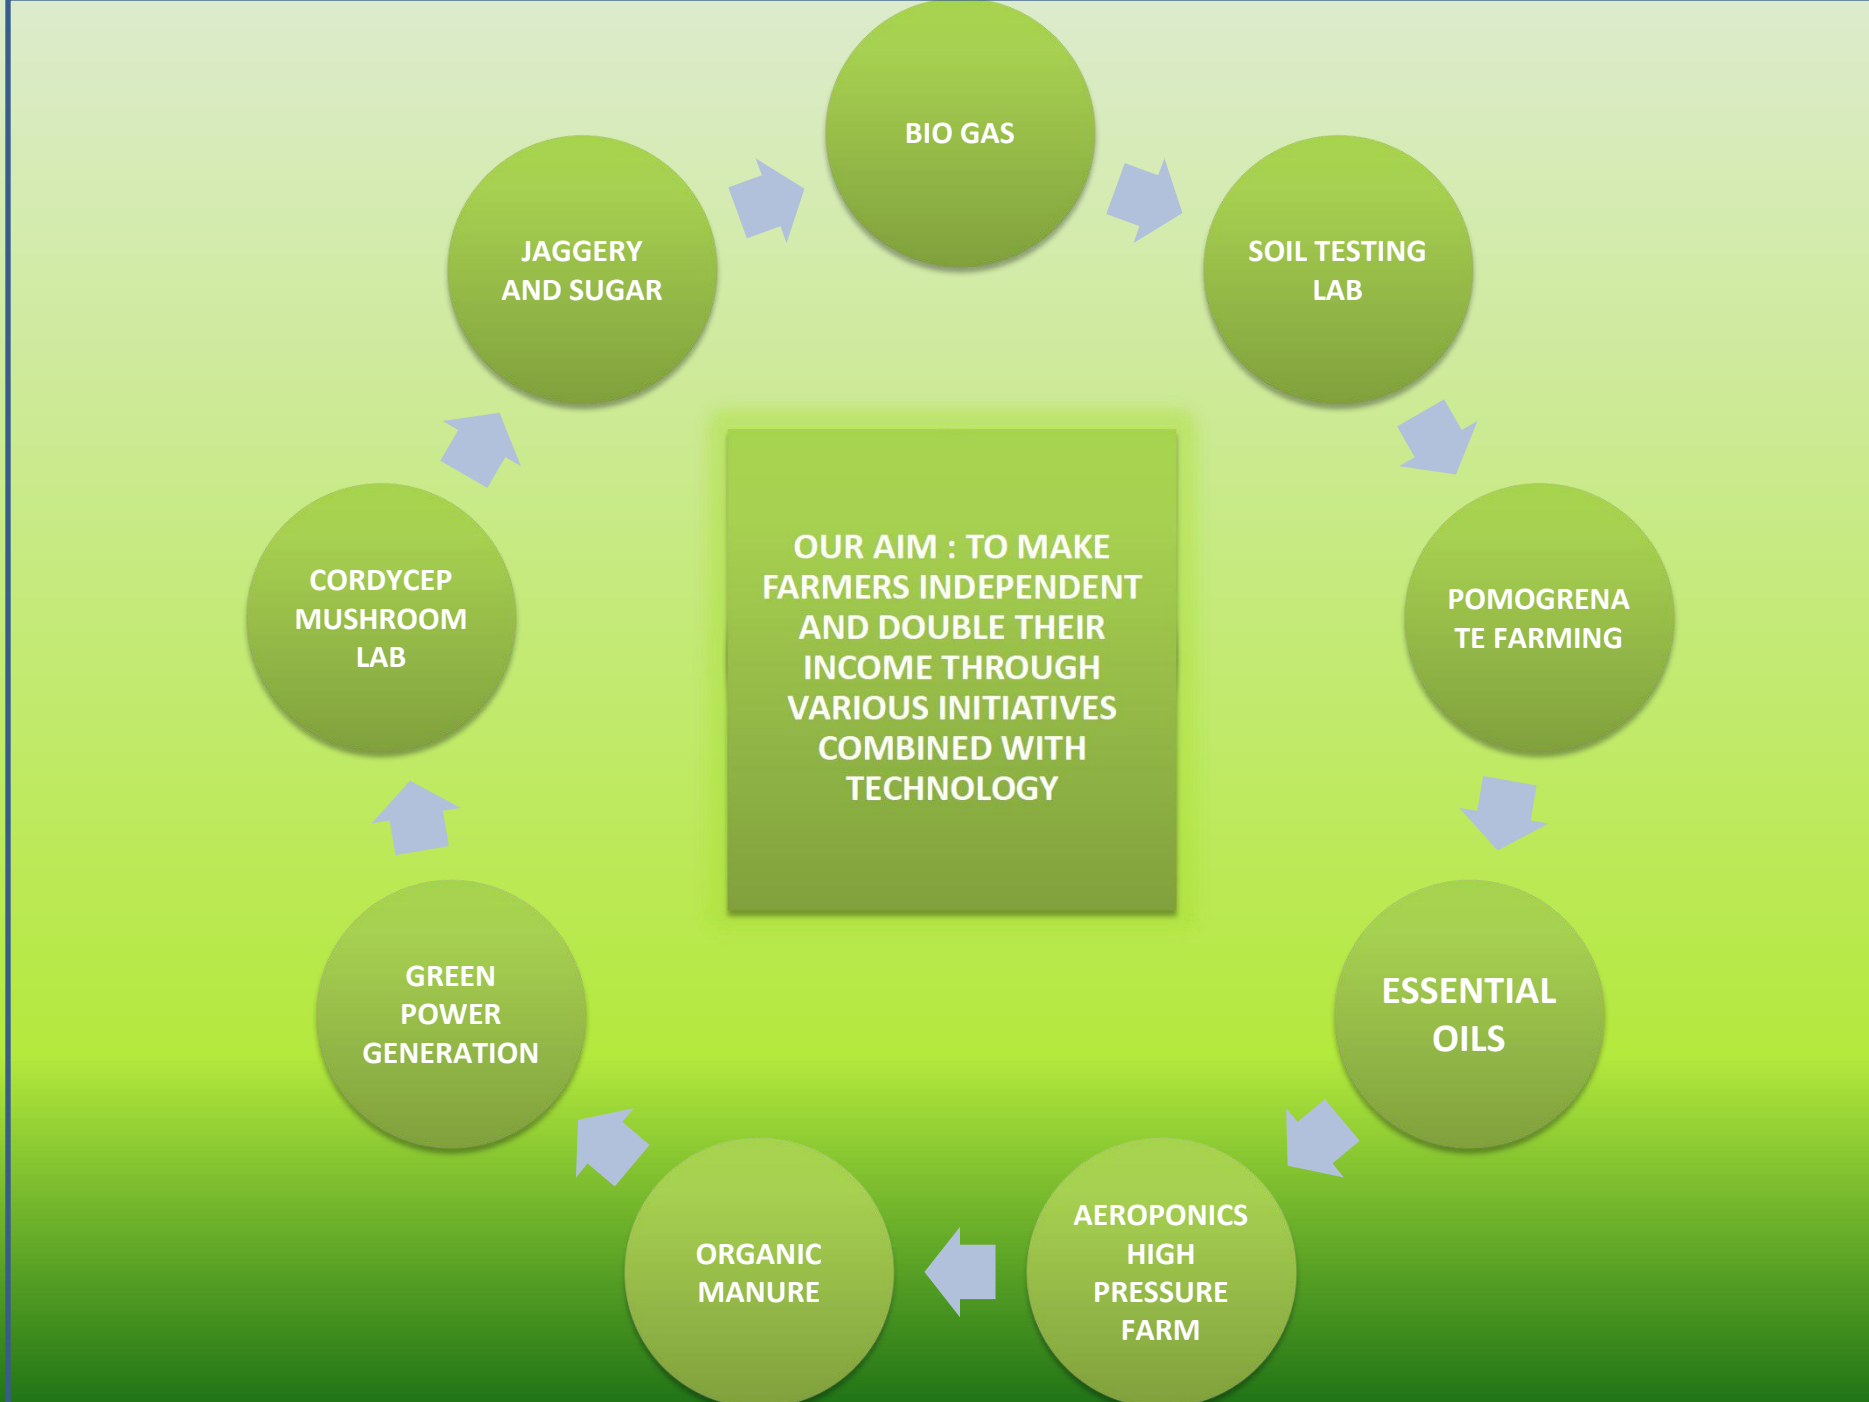 BIO GAS
SOIL TESTING
LAB
POMOGRENA
TE FARMING
ESSENTIAL
OILS
AEROPONICS
HIGH
PRESSURE
FARM
ORGANIC
MANURE
GREEN
POWER
GENERATION
CORDYCEP
MUSHROOM
LAB
JAGGERY
AND SUGAR
OUR AIM : TO MAKE
FARMERS INDEPENDENT
AND DOUBLE THEIR
INCOME THROUGH
VARIOUS INITIATIVES
COMBINED WITH
TECHNOLOGY